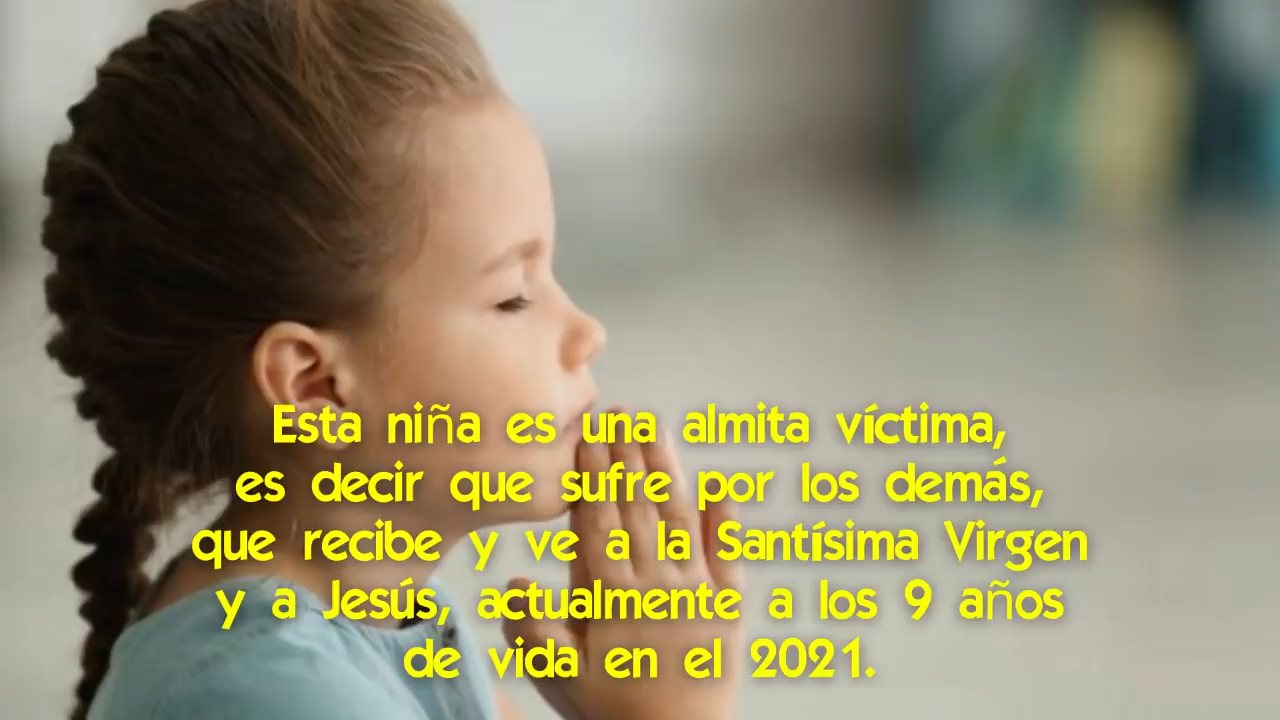 Esta niña es una almita víctima,
es decir que sufre por los demás,
que recibe y ve a la Santísima Virgen
y a Jesús, actualmente a los 9 años
de vida en el 2021.